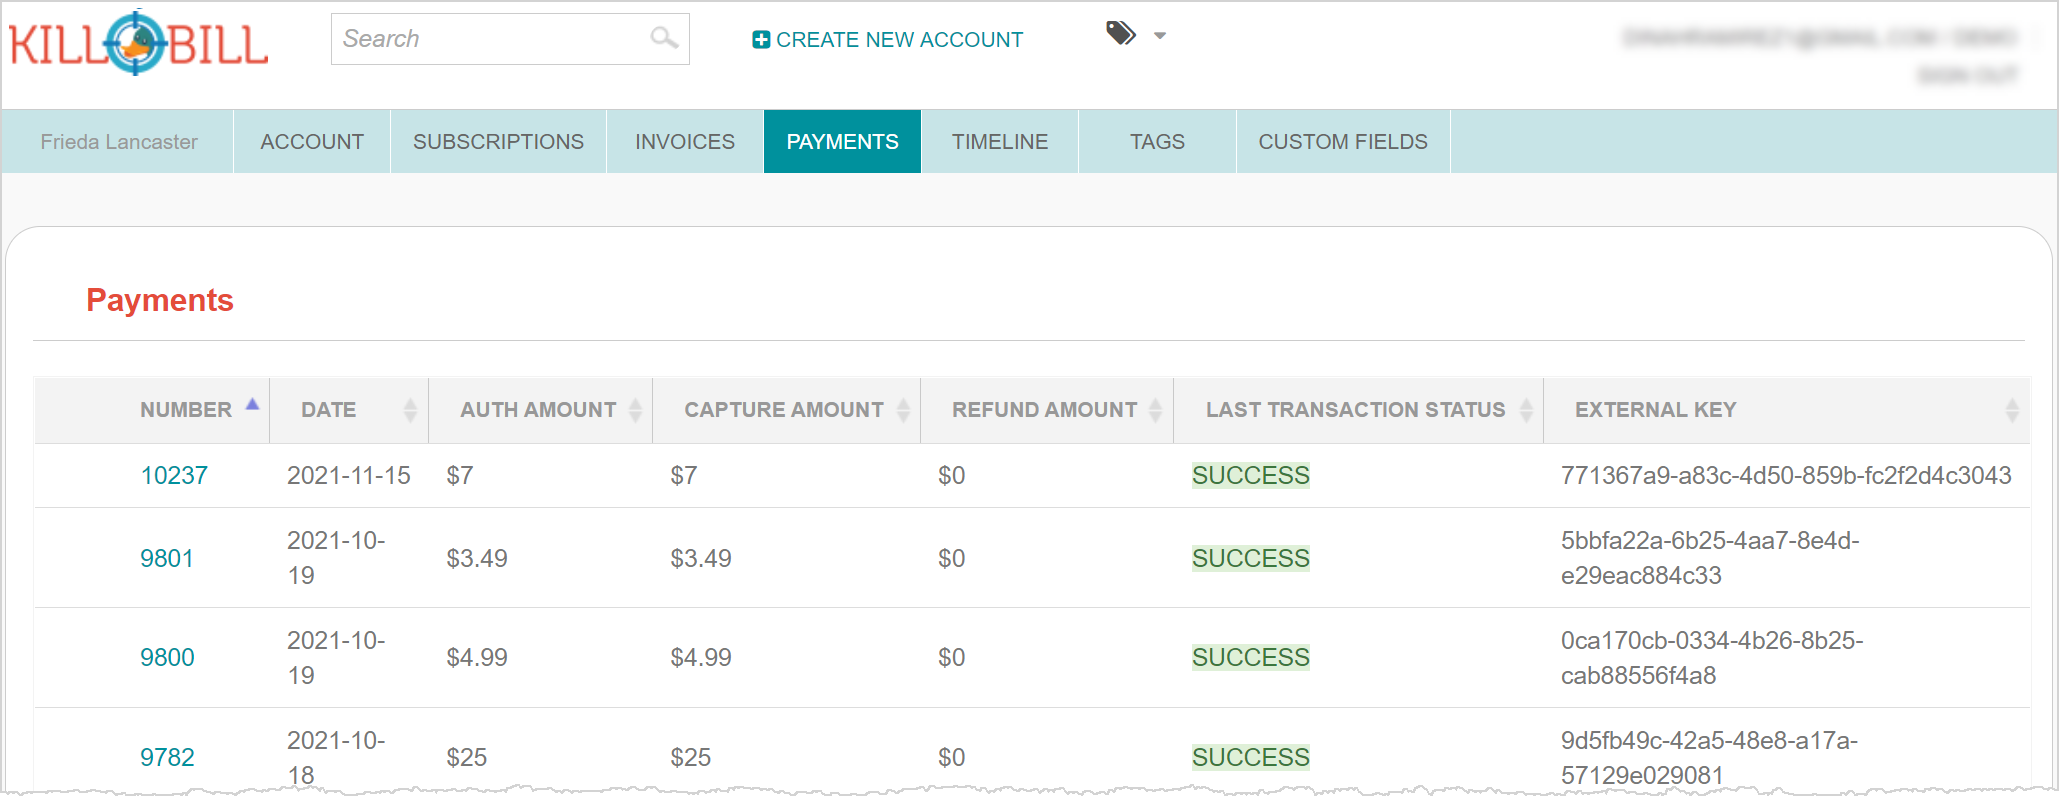 KILL BILL
Search
CREATE NEW ACCOUNT
Frieda Lancaster
ACCOUNT
SUBSCRIPTIONS
INVOICES
PAYMENTS
TIMELINE
TAGS
CUSTOM FIELDS
Payments
NUMBER DATE AUTH AMOUNT CAPTURE AMOUNT REFUND AMOUNT LAST TRANSACTION STATUS EXTERNAL KEY
10237 2021-11-15 $7 $7 $0 SUCCESS 771367a9-a83c-4d50-859b-fc2f2d4c3043
9801 2021-10-
19 $3.49 $3.49 $0 SUCCESS 5bbfa22a-6b25-4aa7-8e4d-
e29eac884c33
9800 2021-10-
19 $4.99 $4.99 $0 SUCCESS 0ca170cb-0334-4b26-8b25-
cab88556f4a8
9782 2021-10-
18 $25 $25 $0 SUCCESS 9d5fb49c-42a5-48e8-a17a-
57129e029081